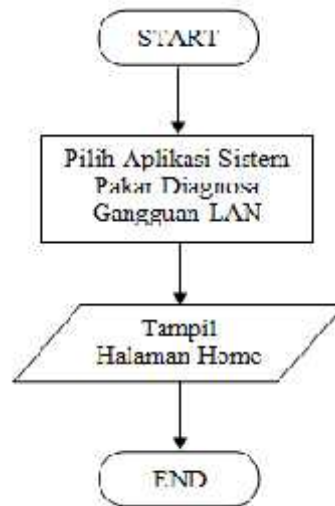 START
Pilih Aplikasi Sistem
Pakar Diagnosa
Gangguan LAN
Tampil
Halaman Home
END